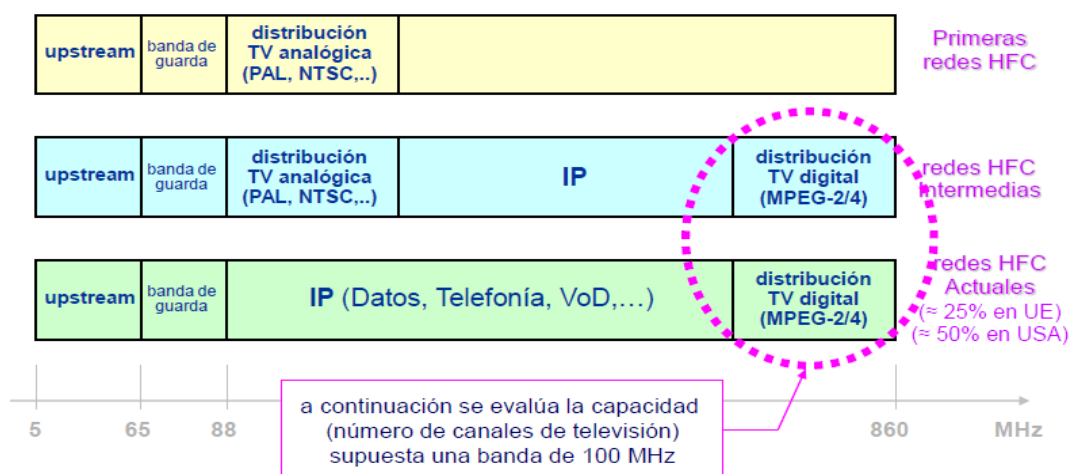 upstream
banda de
guarda
distribución
TV analógica
(PAL, NTSC,..)
Primeras
redes HFC
upstream
banda de
guarda
distribución
TV analógica
(PAL, NTSC,..)
IP
distribución
TV digital
(MPEG-2/4)
redes HFC
Intermedias
upstream
banda de
guarda
IP (Datos, Telefonía, VoD,...)
distribución
TV digital
(MPEG-2/4)
redes HFC
Actuales
(≈ 25% en UE)
(≈ 50% en USA)
a continuación se evalúa la capacidad
(número de canales de televisión)
supuesta una banda de 100 MHz
5 65 88 860 MHz